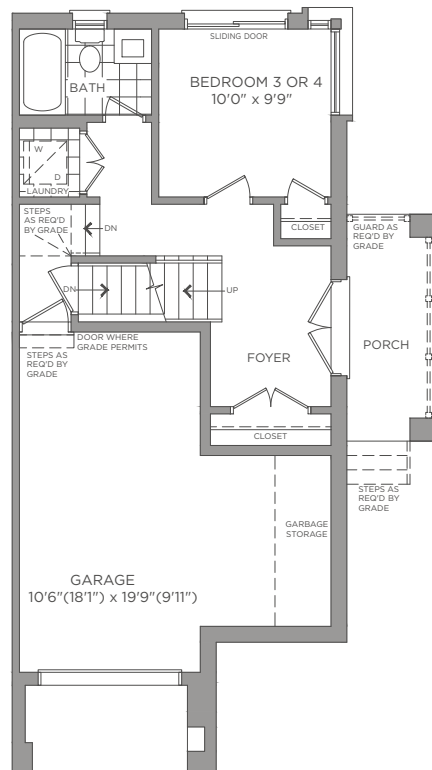 SLIDING DOOR
BEDROOM 3 OR 4
10'0" x 9'9"
BATH
W
D
LAUNDRY
STEPS
AS REQ'D
BY GRADE
DN
CLOSET
GUARD AS
REQ'D BY
GRADE
DN
UP
DOOR WHERE
GRADE PERMITS
STEPS AS
REQ'D BY
GRADE
FOYER
PORCH
CLOSET
STEPS AS
REQ'D BY
GRADE
GARBAGE
STORAGE
GARAGE
10'6"(18'1") x 19'9"(9'11")